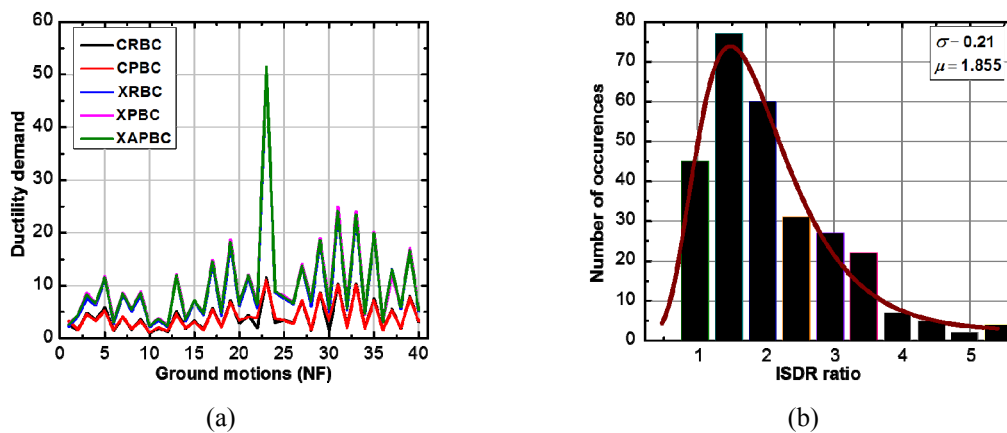 60
50
40
30
20
10
0
0 5 10 15 20 25 30 35 40
Ductility demand
Ground motions (NF)
CRBC
CPBC
XRBC
XPBC
XAPBC
(a)
80
70
60
50
40
30
20
10
0
1 2 3 4 5
Number of occurences
ISDR ratio
σ– 0.21
μ = 1.855
(b)